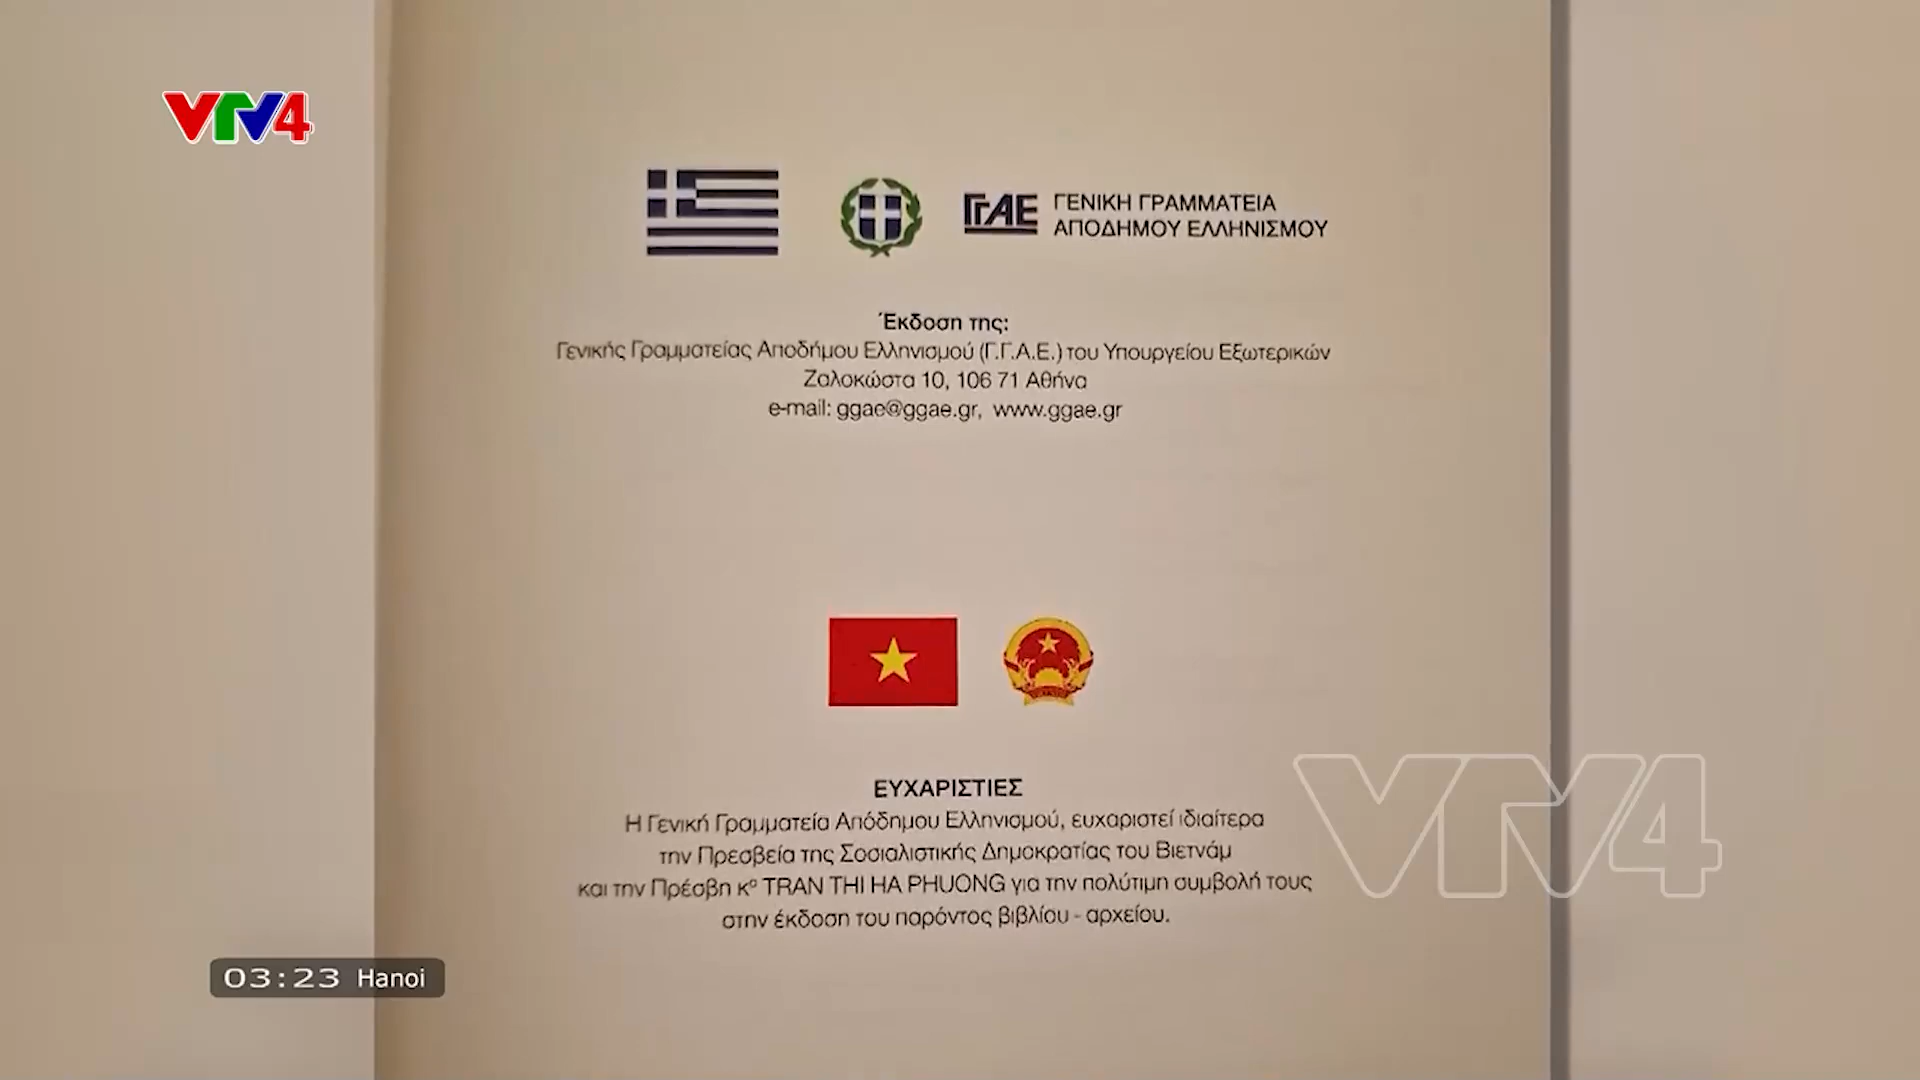 VTV4
ΓΓΑΕ ΓΕΝΙΚΗ ΓΡΑΜΜΑΤΕΙΑ
ΑΠΟΔΗΜΟΥ ΕΛΛΗΝΙΣΜΟΥ
Έκδοση της:
Γενικής Γραμματείας Αποδήμου Ελληνισμού (Γ.Γ.Α.Ε.) του Υπουργείου Εξωτερικών
Ζαλοκώστα 10, 106 71 Αθήνα
e-mail: ggae@ggae.gr, www.ggae.gr
ΕΥΧΑΡΙΣΤΙΕΣ
Η Γενική Γραμματεία Απόδημου Ελληνισμού, ευχαριστεί ιδιαίτερα
την Πρεσβεία της Σοσιαλιστικής Δημοκρατίας του Βιετνάμ
και την Πρέσβη κα TRAN THI HA PHUONG για την πολύτιμη συμβολή τους
στην έκδοση του παρόντος βιβλίου - αρχείου.
VTV4
03:23 Hanoi